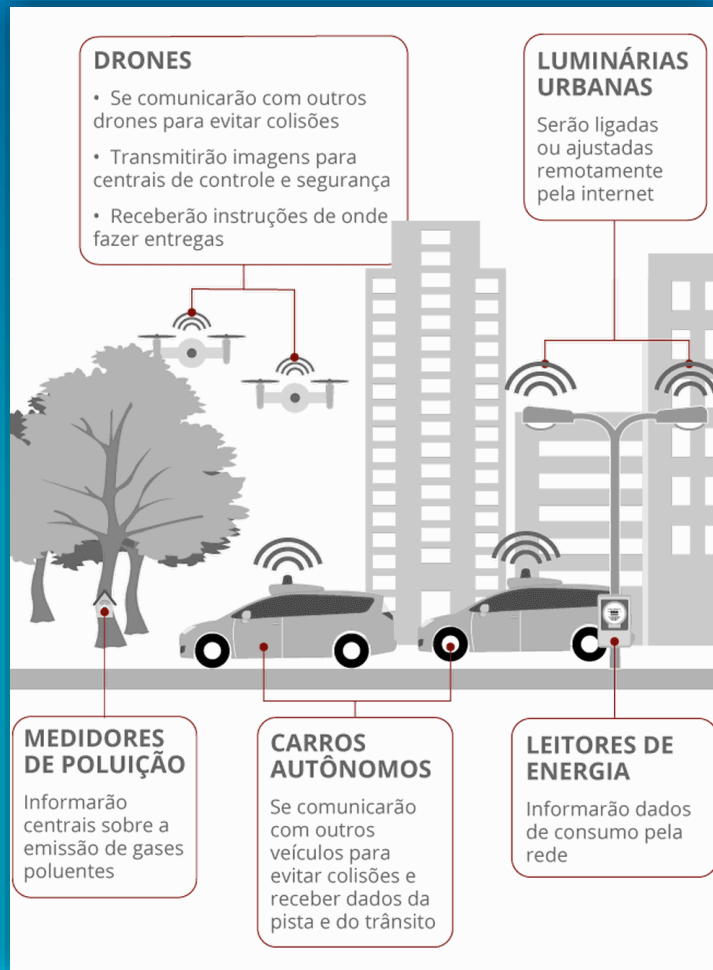 DRONES
• Se comunicarão com outros
drones para evitar colisões
• Transmitirão imagens para
centrais de controle e segurança
• Receberão instruções de onde
fazer entregas
LUMINÁRIAS
URBANAS
Serão ligadas
ou ajustadas
remotamente
pela internet
MEDIDORES
DE POLUIÇÃO
Informarão
centrais sobre a
emissão de gases
poluentes
CARROS
AUTÔNOMOS
Se comunicarão
com outros
veículos para
evitar colisões e
receber dados da
pista e do trânsito
LEITORES DE
ENERGIA
Informarão dados
de consumo pela
rede